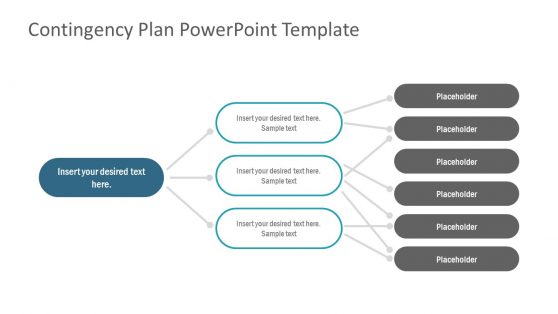 Contingency Plan PowerPoint Template
Insert your desired text
here.
Insert your desired text here.
Sample text
Insert your desired text here.
Sample text
Insert your desired text here.
Sample text
Placeholder
Placeholder
Placeholder
Placeholder
Placeholder
Placeholder